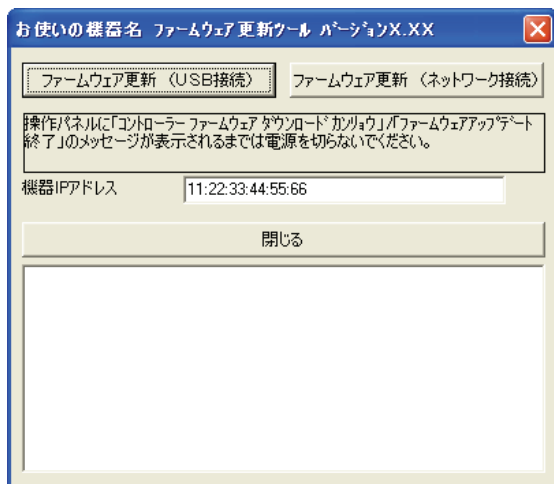 お使いの機器名 ﾌｧｰﾑｳｪｱ更新ﾂｰﾙ ﾊﾞｰｼﾞｮﾝX.XX
ファームウェア更新 （USB接続）
ファームウェア更新 （ネットワーク接続）
操作ﾊﾟﾈﾙに「ｺﾝﾄﾛｰﾗｰ ﾌｧｰﾑｳｪｱ ﾀﾞｳﾝﾛｰﾄﾞ ｶﾝﾘｮｳ」/「ﾌｧｰﾑｳｪｱｱｯﾌﾟﾃﾞｰﾄ
終了」のﾒｯｾｰｼﾞが表示されるまでは電源を切らないでください。
機器IPアドレス
11:22:33:44:55:66
閉じる